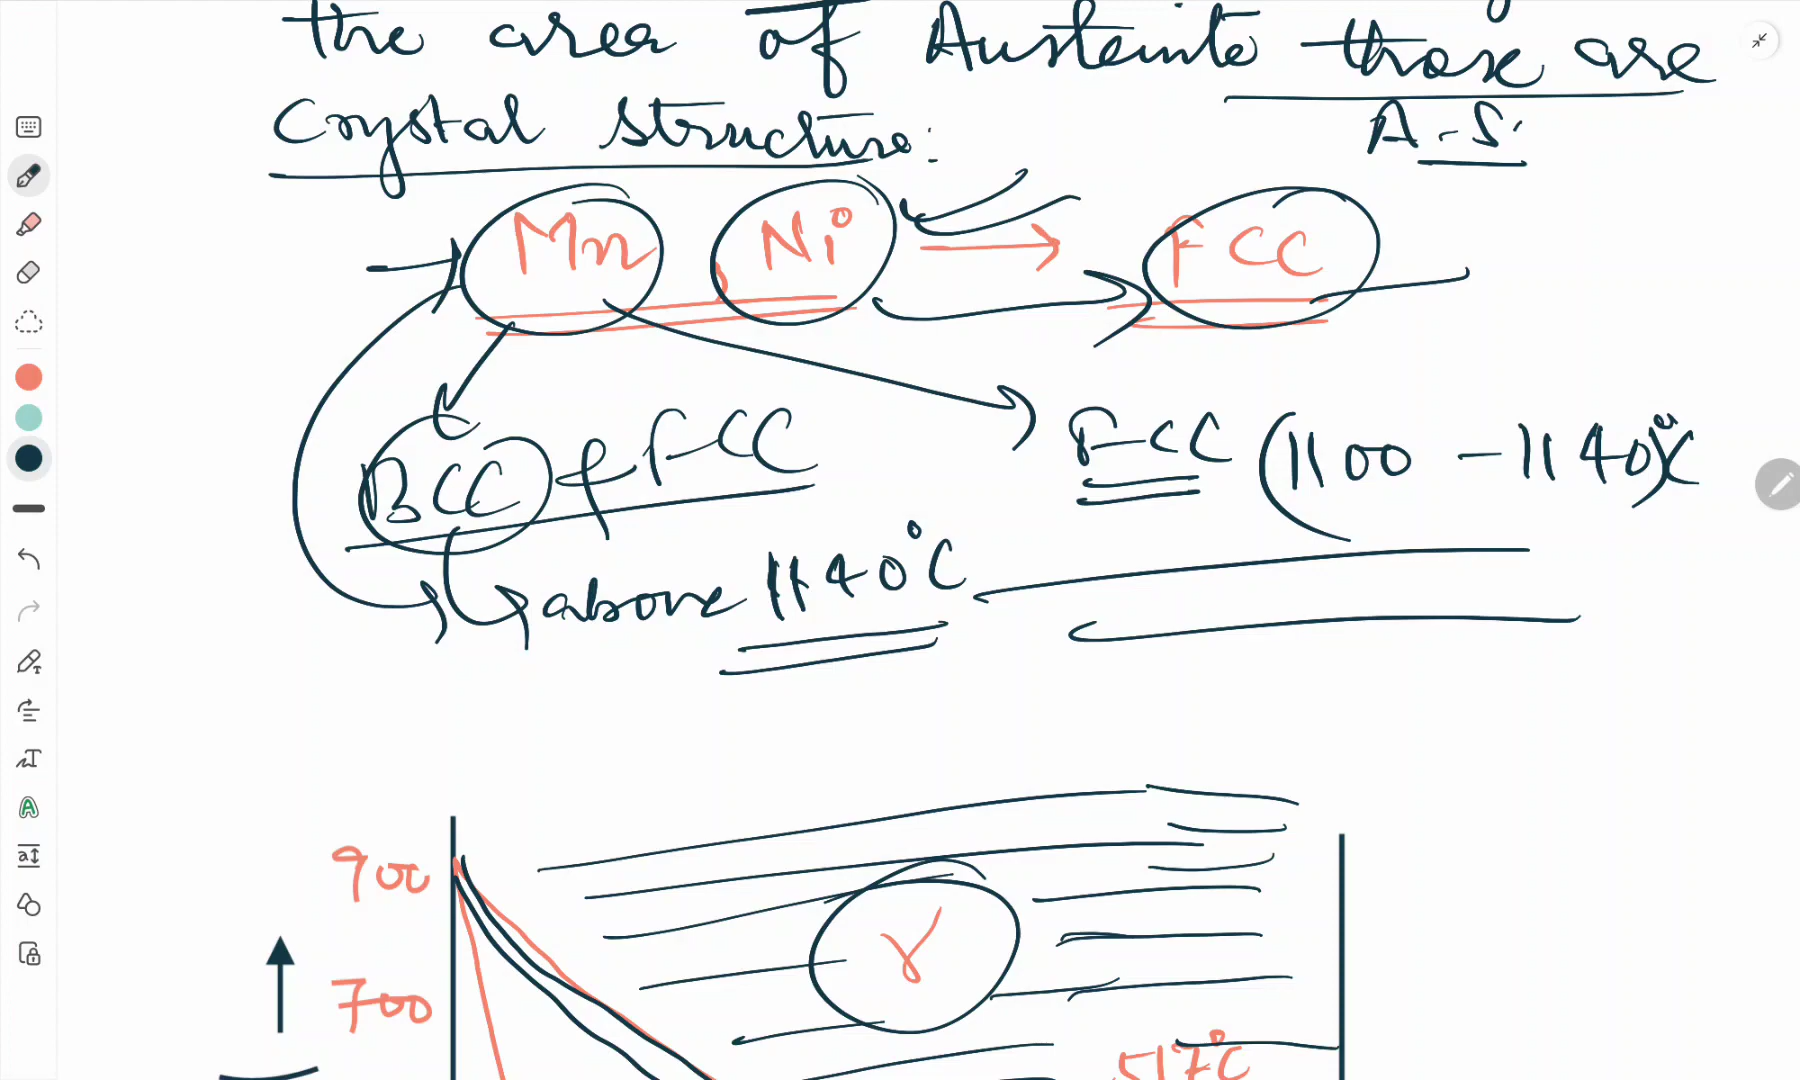 the area of Austenite those are
Crystal structure:
A.S.
Mn, Ni → FCC
BCC & FCC
FCC (1100 - 1140)°C
above 1140°C
900
γ
700
517°C